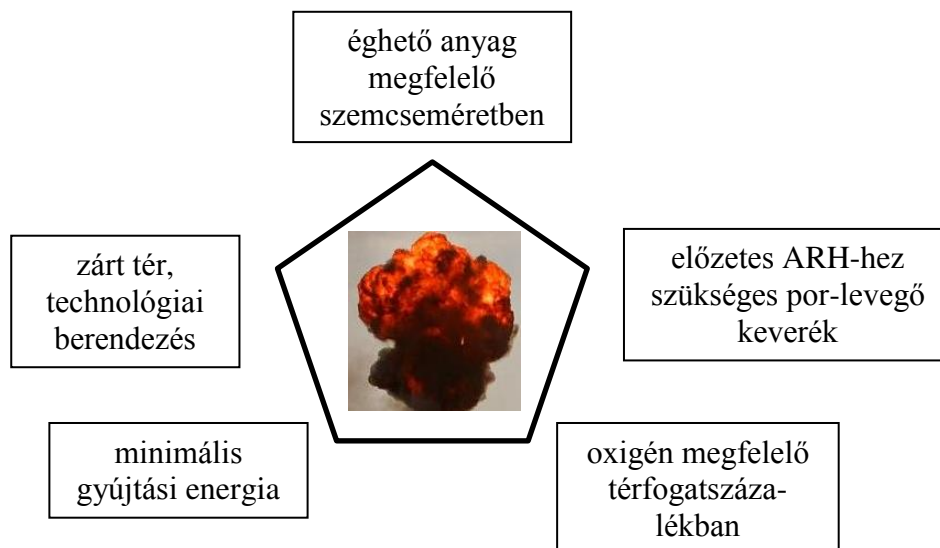 éghető anyag
megfelelő
szemcseméretben
zárt tér,
technológiai
berendezés
előzetes ARH-hez
szükséges por-levegő
keverék
minimális
gyújtási energia
oxigén megfelelő
térfogatszáza-
lékban